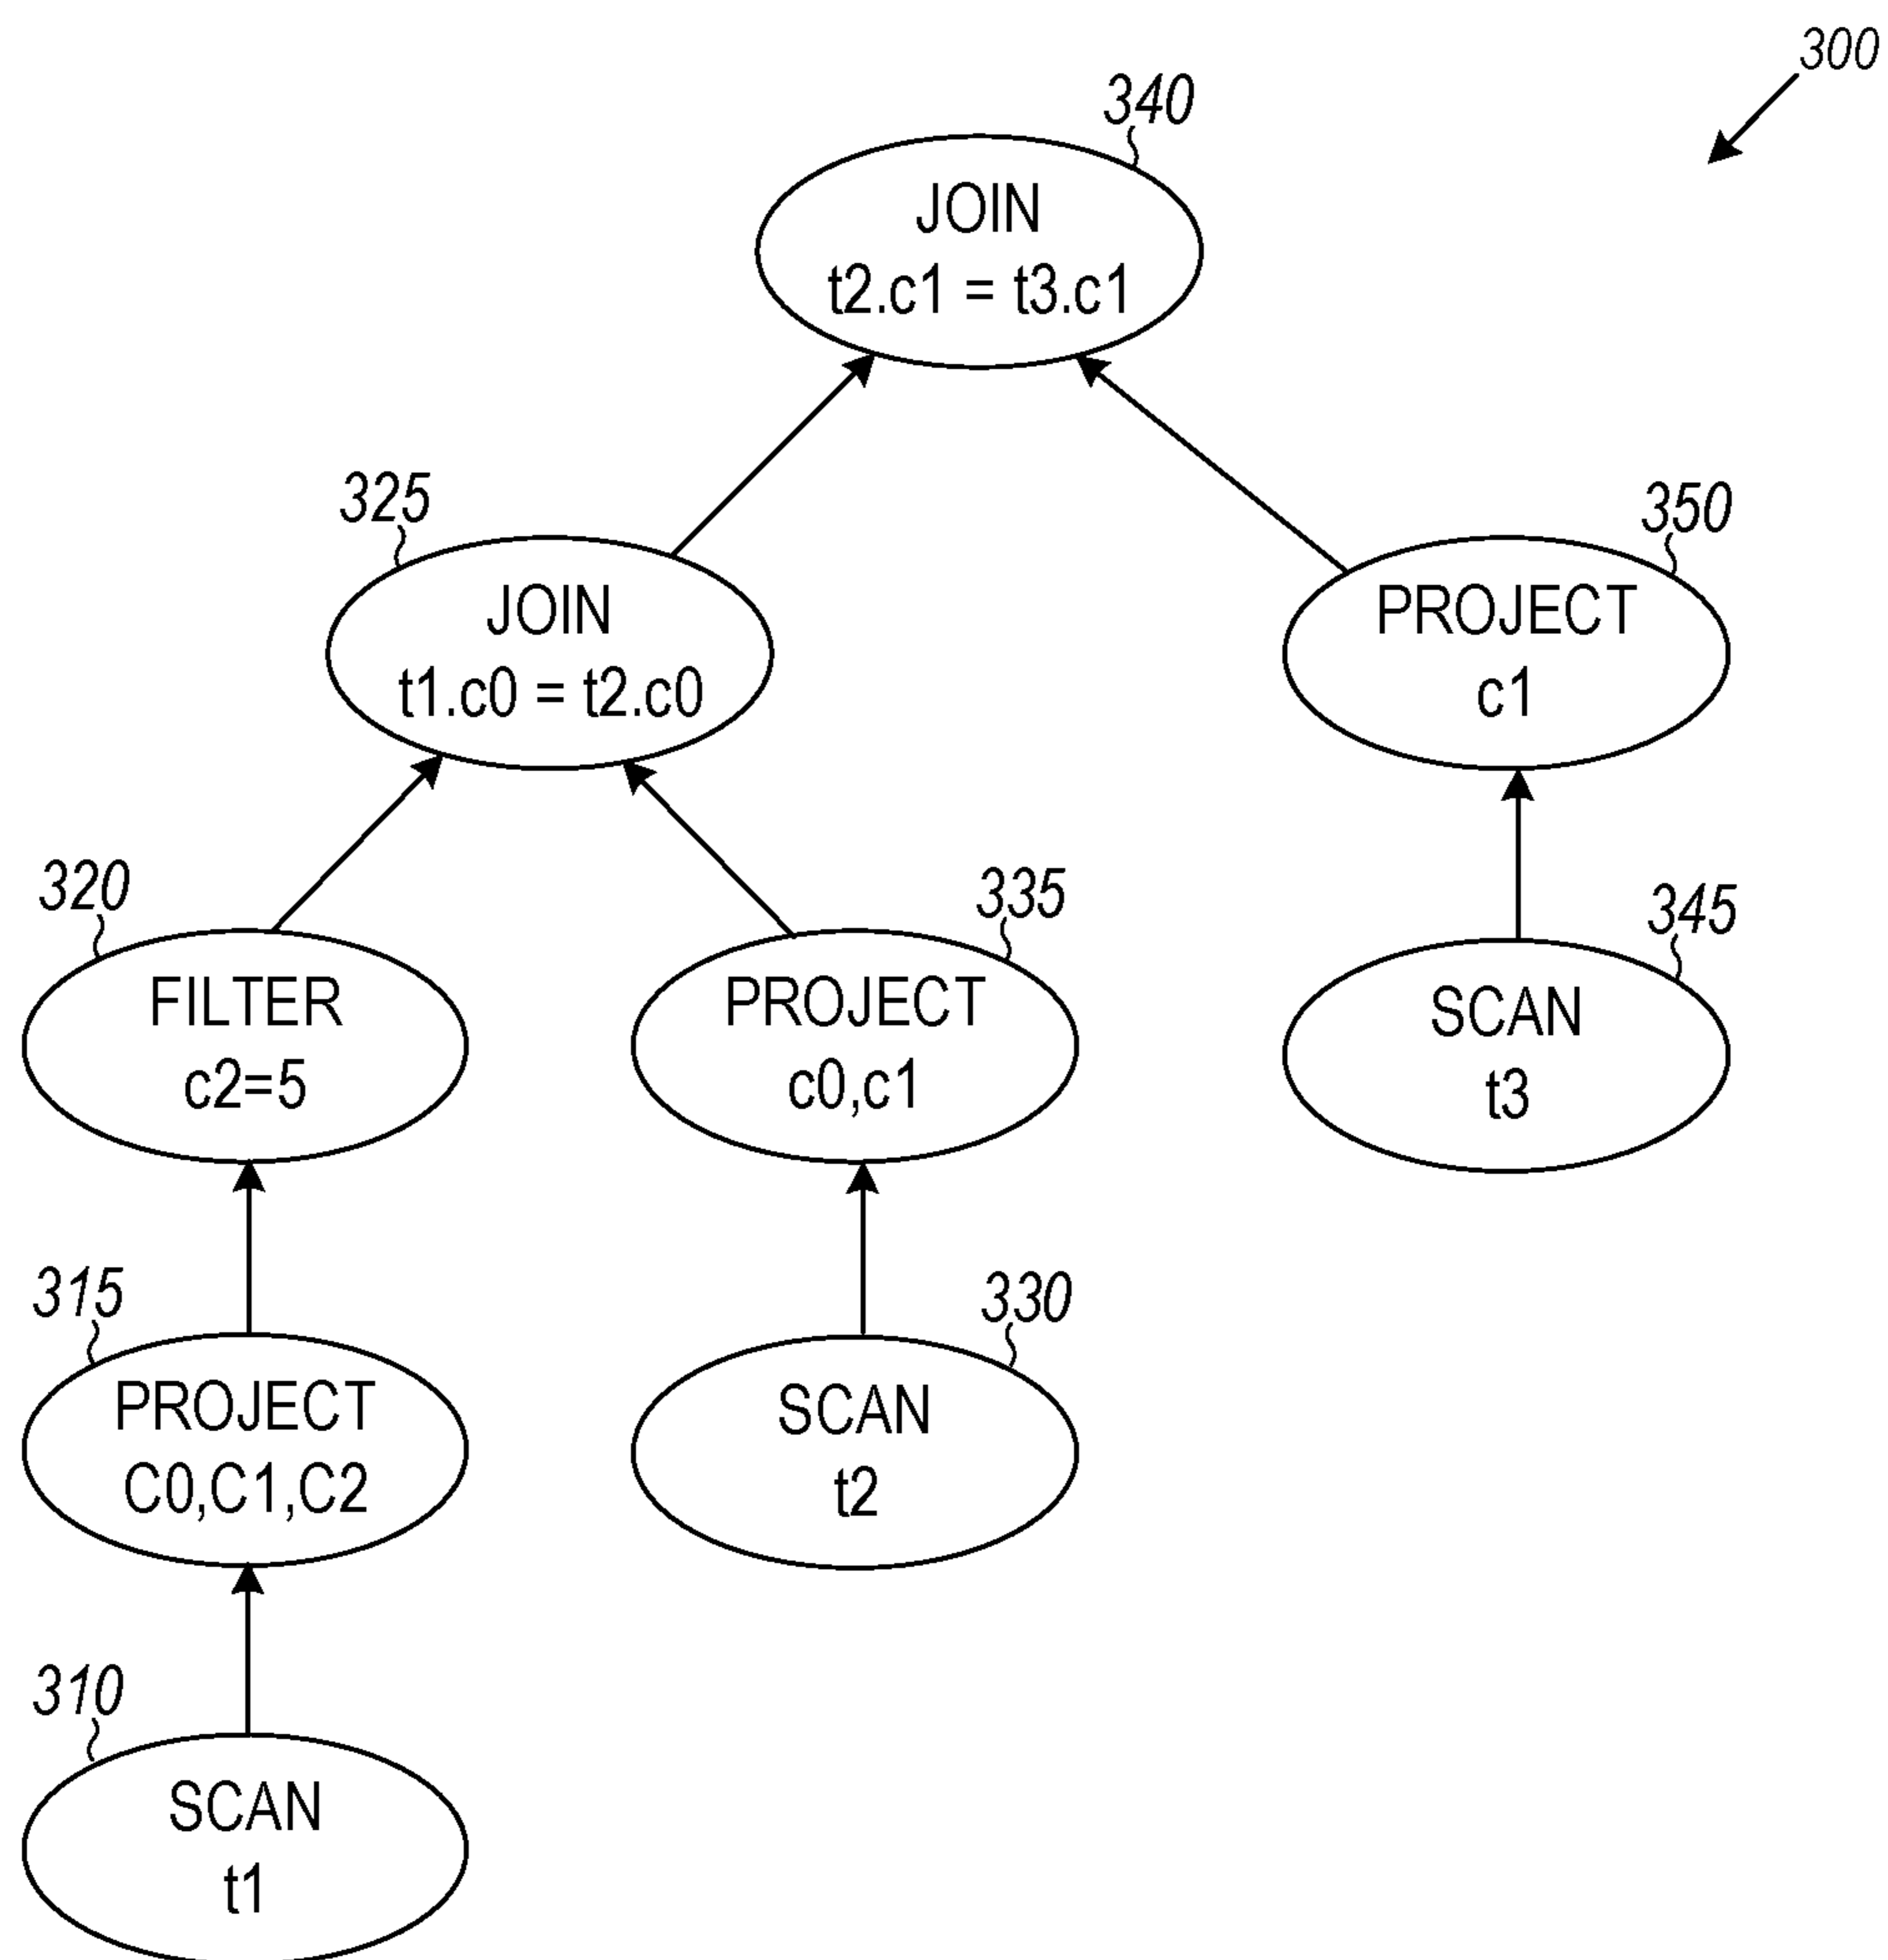 300
340
JOIN
t2.c1 = t3.c1
325
JOIN
t1.c0 = t2.c0
350
PROJECT
c1
320
FILTER
c2=5
335
PROJECT
c0,c1
345
SCAN
t3
315
PROJECT
C0,C1,C2
330
SCAN
t2
310
SCAN
t1